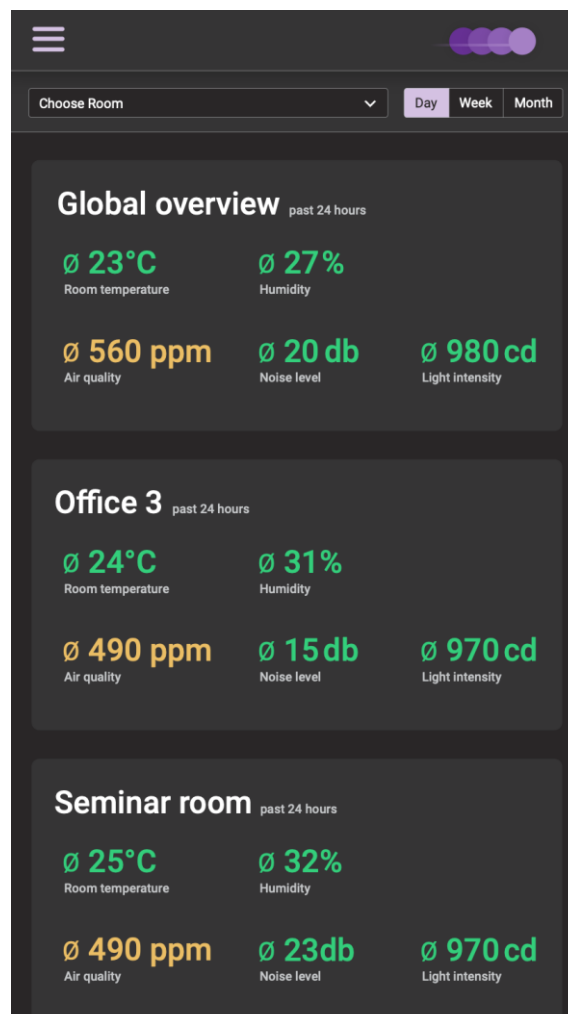 Choose Room
Day Week Month
Global overview past 24 hours
Ø 23°C Ø 27%
Room temperature Humidity
Ø 560 ppm Ø 20 db Ø 980 cd
Air quality Noise level Light intensity
Office 3 past 24 hours
Ø 24°C Ø 31%
Room temperature Humidity
Ø 490 ppm Ø 15 db Ø 970 cd
Air quality Noise level Light intensity
Seminar room past 24 hours
Ø 25°C Ø 32%
Room temperature Humidity
Ø 490 ppm Ø 23db Ø 970 cd
Air quality Noise level Light intensity